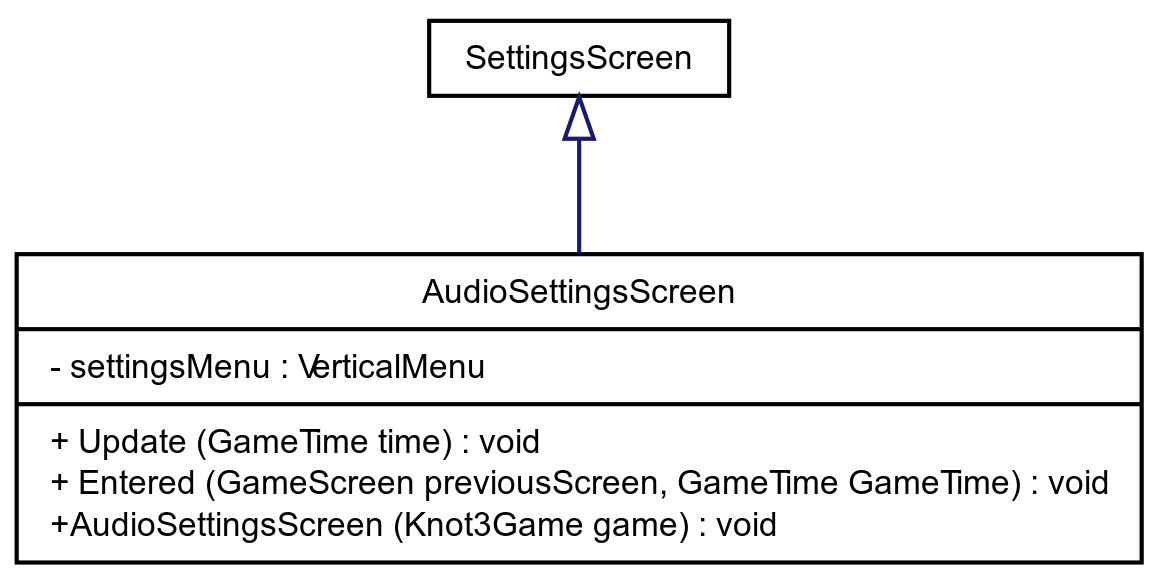 SettingsScreen
AudioSettingsScreen
- settingsMenu : VerticalMenu
+ Update (GameTime time) : void
+ Entered (GameScreen previousScreen, GameTime GameTime) : void
+AudioSettingsScreen (Knot3Game game) : void